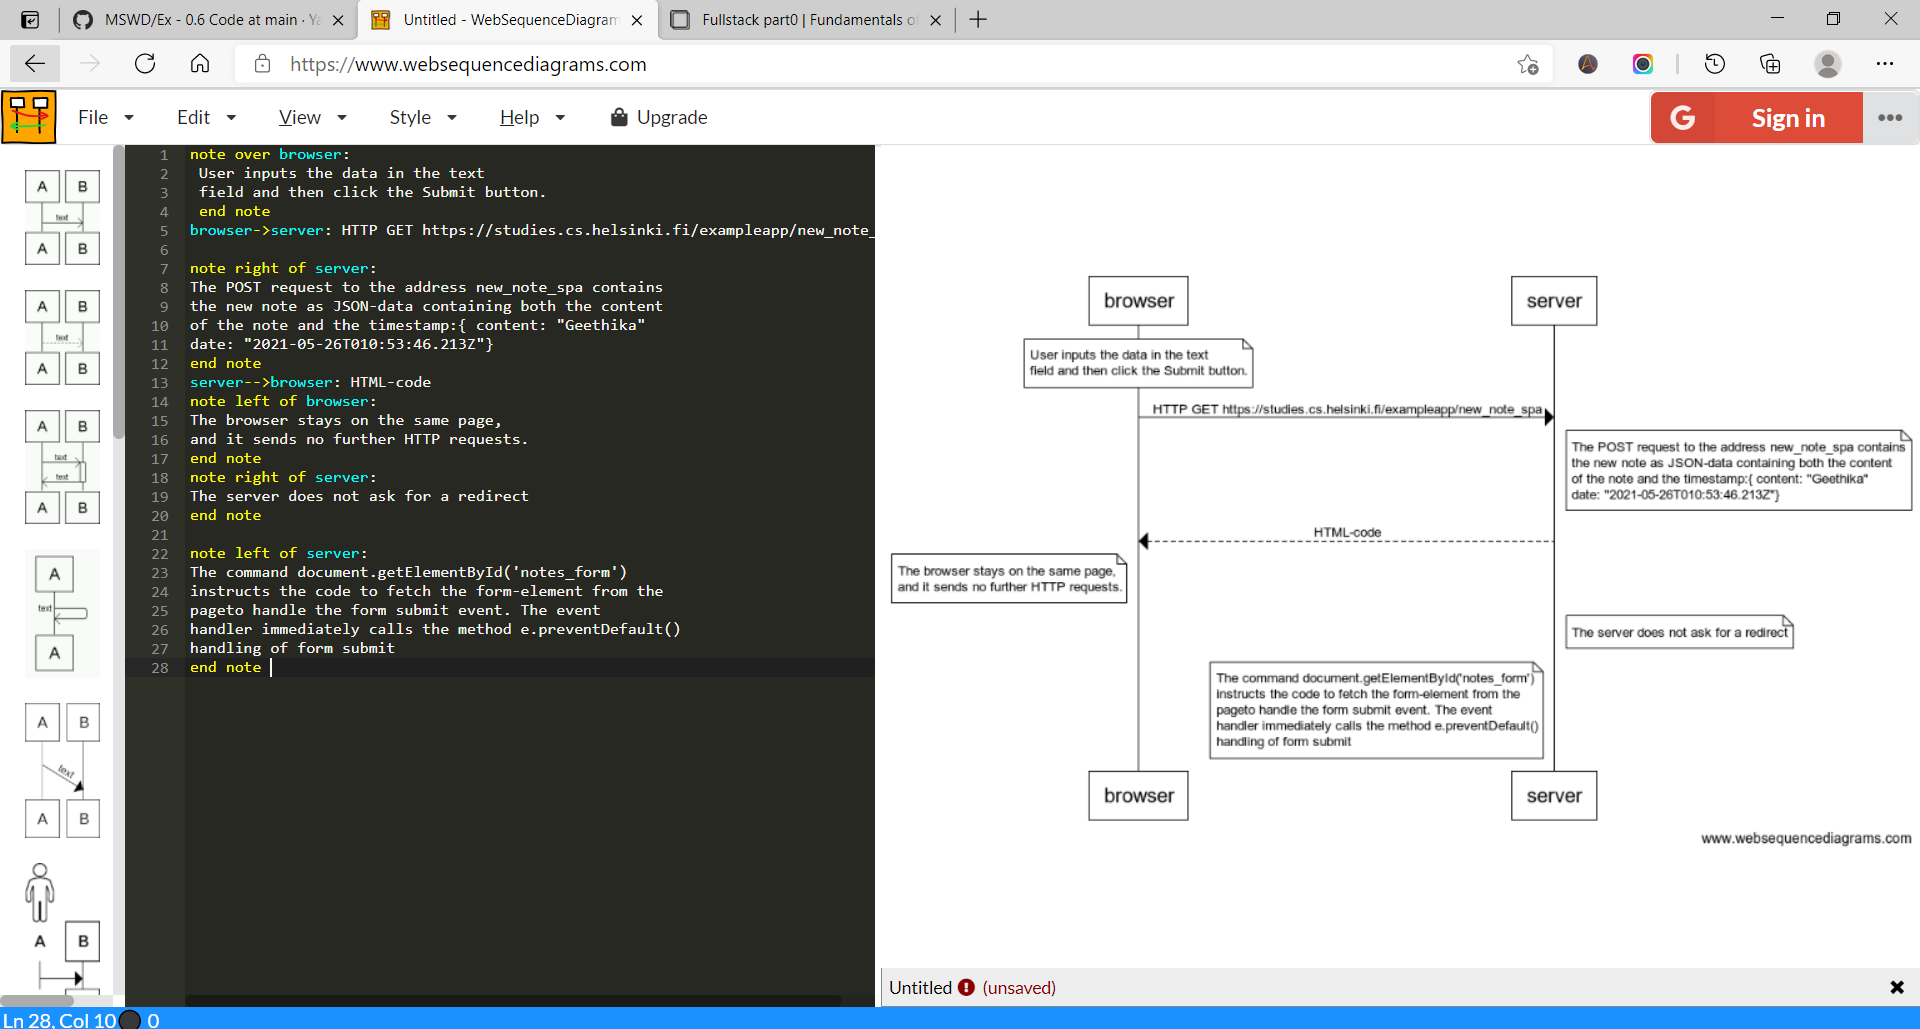 MSWD/Ex - 0.6 Code at main · Ya
Untitled - WebSequenceDiagram
Fullstack part0 | Fundamentals of
https://www.websequencediagrams.com
File
Edit
View
Style
Help
Upgrade
G
Sign in
A B
text
A B
A B
text
A B
A B
text
text
A B
A
text
A
A B
text
A B
A B
1 note over browser:
2 User inputs the data in the text
3 field and then click the Submit button.
4 end note
5 browser->server: HTTP GET https://studies.cs.helsinki.fi/exampleapp/new_note_
6
7 note right of server:
8 The POST request to the address new_note_spa contains
9 the new note as JSON-data containing both the content
10 of the note and the timestamp:{ content: "Geethika"
11 date: "2021-05-26T010:53:46.213Z"}
12 end note
13 server-->browser: HTML-code
14 note left of browser:
15 The browser stays on the same page,
16 and it sends no further HTTP requests.
17 end note
18 note right of server:
19 The server does not ask for a redirect
20 end note
21
22 note left of server:
23 The command document.getElementById('notes_form')
24 instructs the code to fetch the form-element from the
25 pageto handle the form submit event. The event
26 handler immediately calls the method e.preventDefault()
27 handling of form submit
28 end note
browser
server
User inputs the data in the text
field and then click the Submit button.
HTTP GET https://studies.cs.helsinki.fi/exampleapp/new_note_spa
The POST request to the address new_note_spa contains
the new note as JSON-data containing both the content
of the note and the timestamp:{ content: "Geethika"
date: "2021-05-26T010:53:46.213Z"}
HTML-code
The browser stays on the same page,
and it sends no further HTTP requests.
The server does not ask for a redirect
The command document.getElementById('notes_form')
instructs the code to fetch the form-element from the
pageto handle the form submit event. The event
handler immediately calls the method e.preventDefault()
handling of form submit
browser
server
www.websequencediagrams.com
Untitled ! (unsaved)
Ln 28, Col 10 0